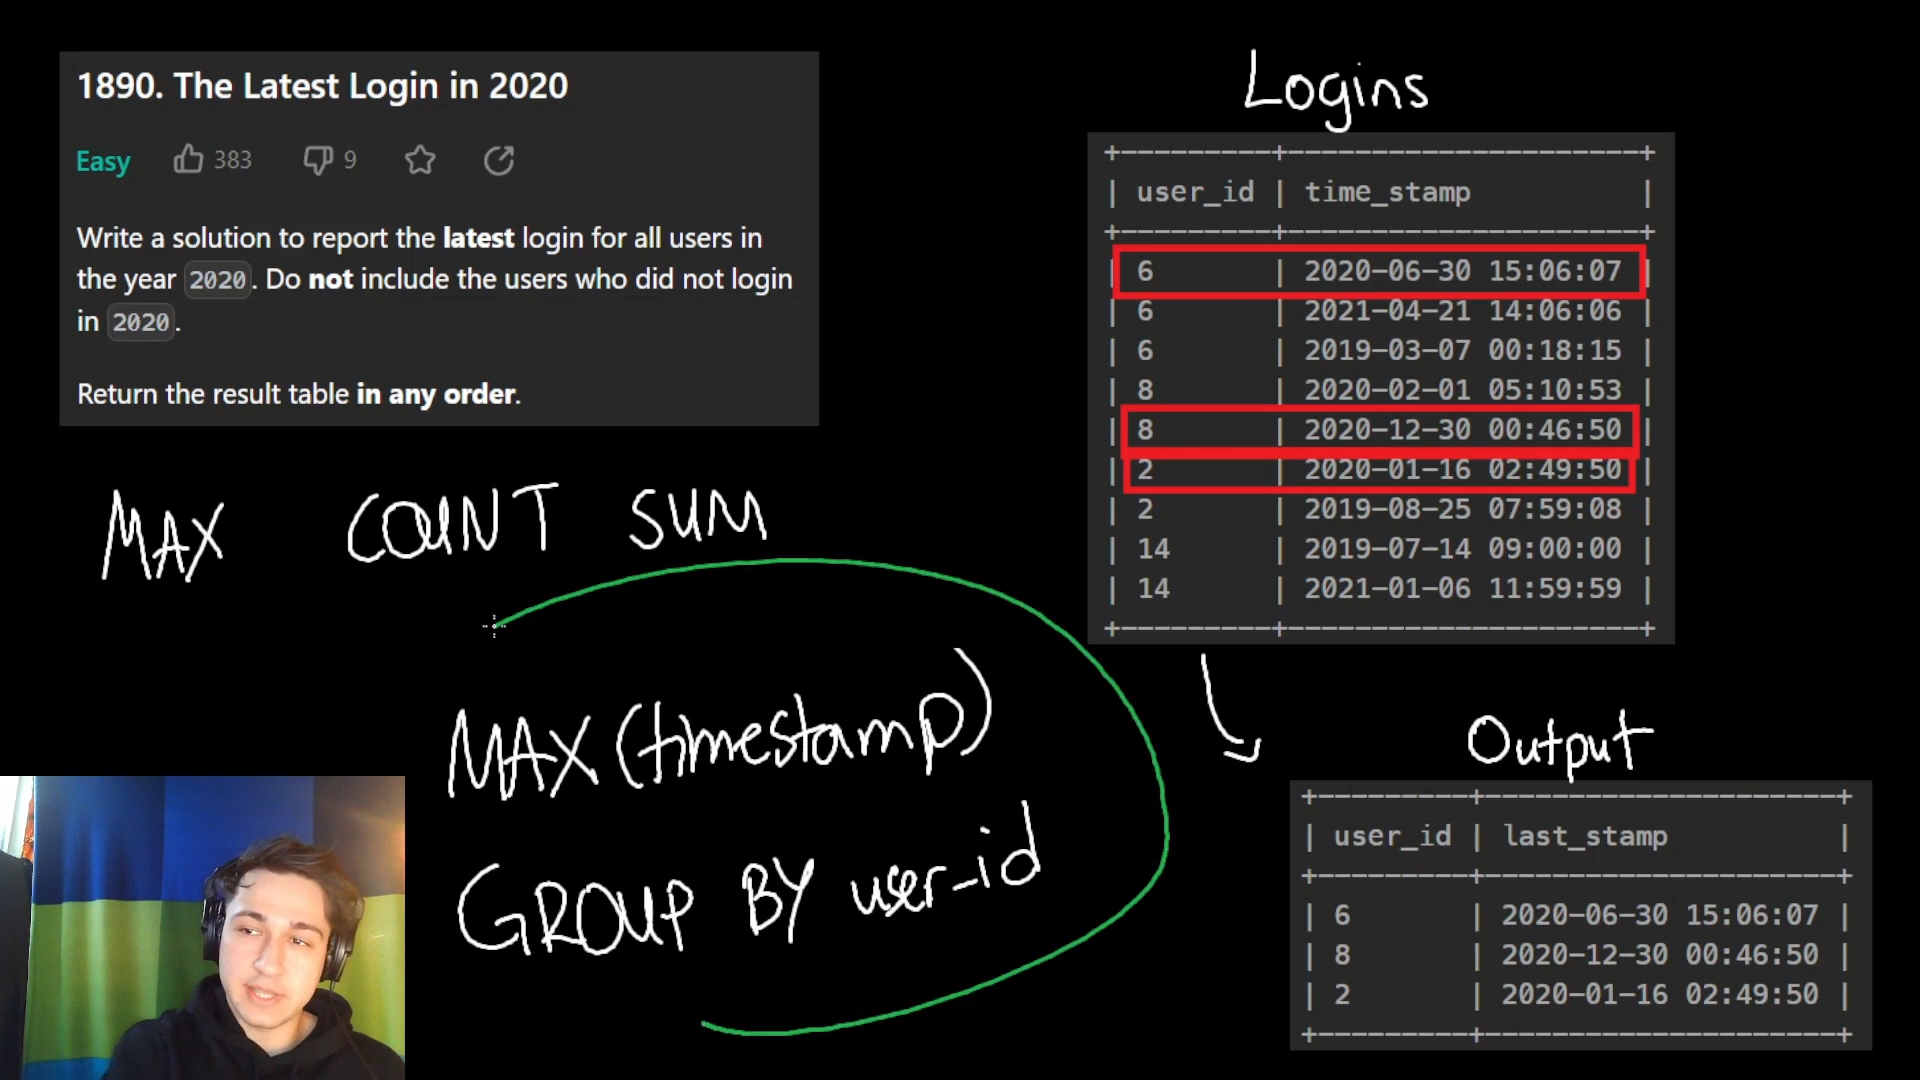 1890. The Latest Login in 2020
Easy 383 9
Write a solution to report the latest login for all users in
the year 2020. Do not include the users who did not login
in 2020.
Return the result table in any order.
MAX COUNT SUM
MAX(timestamp)
GROUP BY user_id
Logins
+---------+---------------------+
| user_id | time_stamp |
+---------+---------------------+
| 6 | 2020-06-30 15:06:07 |
| 6 | 2021-04-21 14:06:06 |
| 6 | 2019-03-07 00:18:15 |
| 8 | 2020-02-01 05:10:53 |
| 8 | 2020-12-30 00:46:50 |
| 2 | 2020-01-16 02:49:50 |
| 2 | 2019-08-25 07:59:08 |
| 14 | 2019-07-14 09:00:00 |
| 14 | 2021-01-06 11:59:59 |
+---------+---------------------+
Output
+---------+---------------------+
| user_id | last_stamp |
+---------+---------------------+
| 6 | 2020-06-30 15:06:07 |
| 8 | 2020-12-30 00:46:50 |
| 2 | 2020-01-16 02:49:50 |
+---------+---------------------+